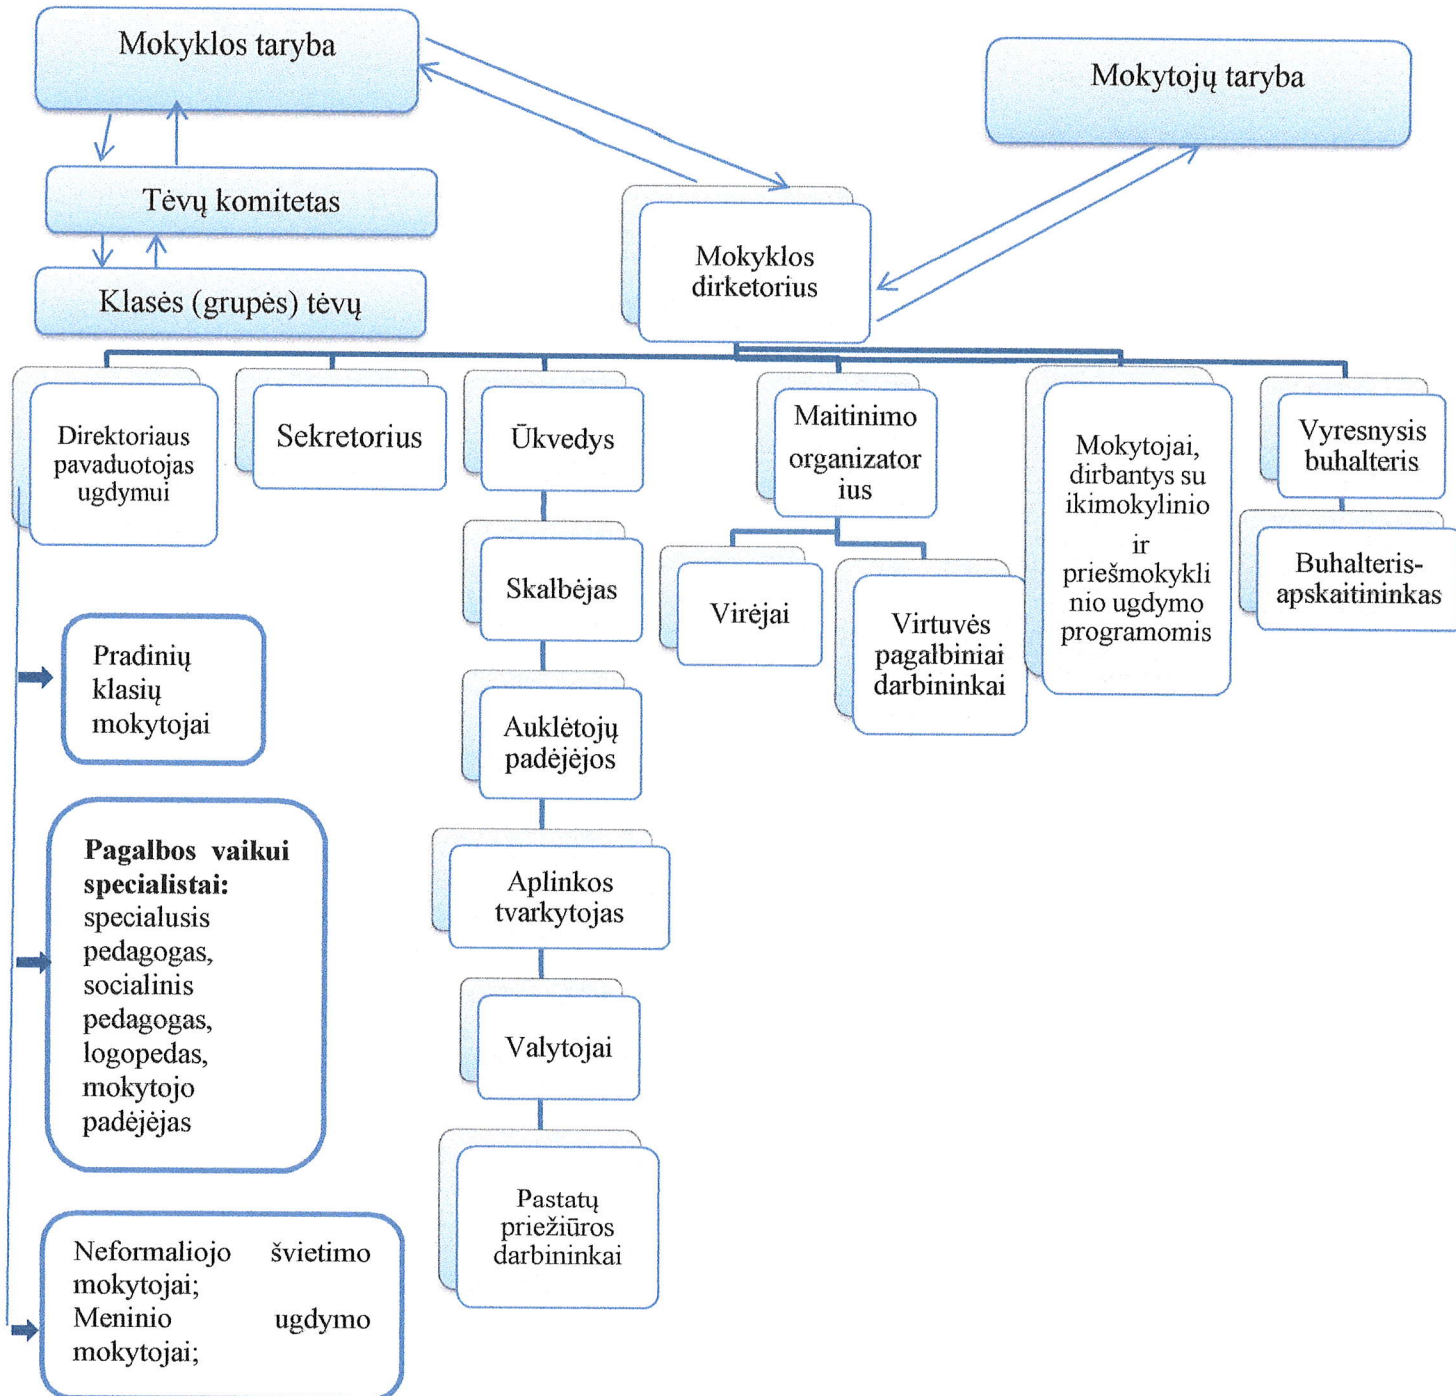 Mokyklos taryba
Mokytojų taryba
Tėvų komitetas
Klasės (grupės) tėvų
Mokyklos
dirketorius
Direktoriaus
pavaduotojas
ugdymui
Sekretorius
Ūkvedys
Maitinimo
organizator
ius
Mokytojai,
dirbantys su
ikimokylinio
ir
priešmokykli
nio ugdymo
programomis
Vyresnysis
buhalteris
Skalbėjas
Virėjai
Virtuvės
pagalbiniai
darbininkai
Buhalteris-
apskaitininkas
Pradinių
klasių
mokytojai
Auklėtojų
padėjėjos
Pagalbos vaikui
specialistai:
specialusis
pedagogas,
socialinis
pedagogas,
logopedas,
mokytojo
padėjėjas
Aplinkos
tvarkytojas
Valytojai
Pastatų
priežiūros
darbininkai
Neformaliojo švietimo
mokytojai;
Meninio ugdymo
mokytojai;